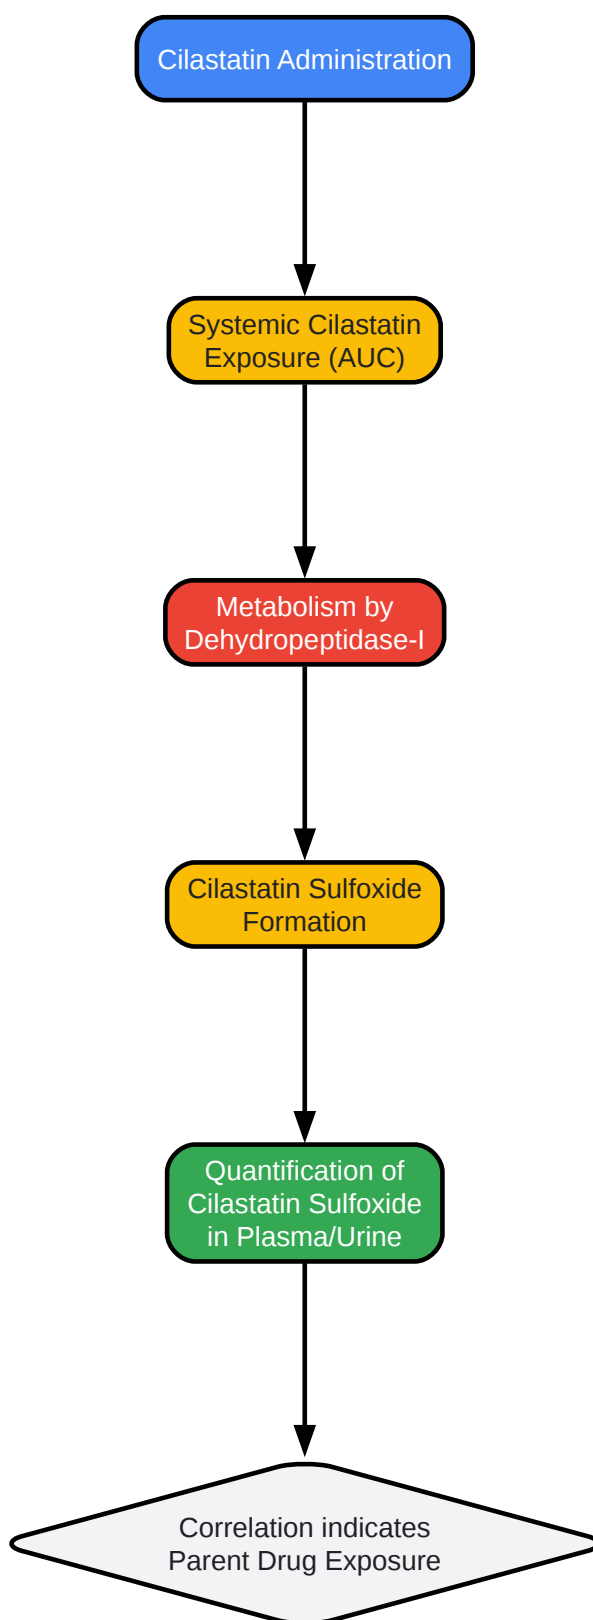 Cilastatin Administration
Systemic Cilastatin
Exposure (AUC)
Metabolism by
Dehydropeptidase-I
Cilastatin Sulfoxide
Formation
Quantification of
Cilastatin Sulfoxide
in Plasma/Urine
Correlation indicates
Parent Drug Exposure